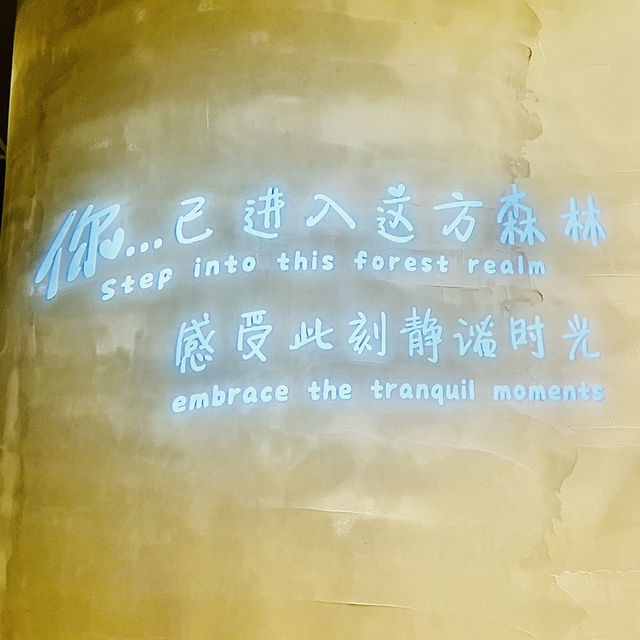 你...已进入这方森林
Step into this forest realm
感受此刻静谧时光
embrace the tranquil moments